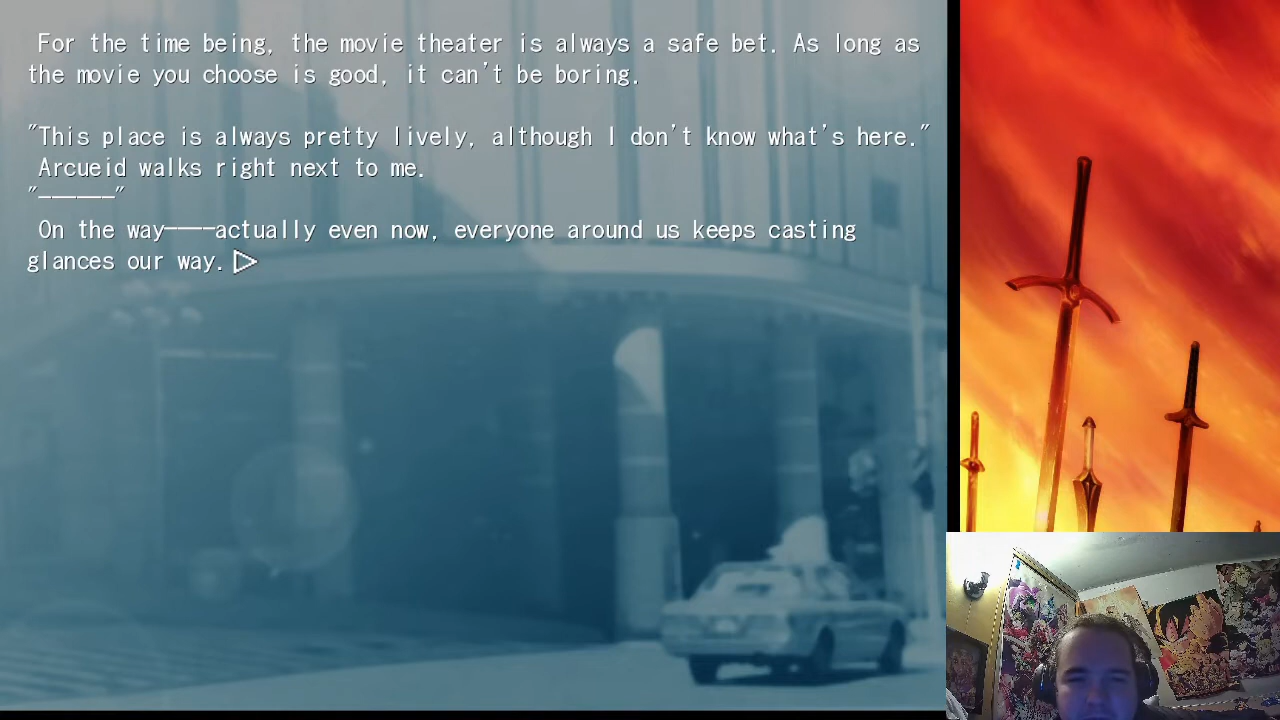 For the time being, the movie theater is always a safe bet. As long as
the movie you choose is good, it can't be boring.
"This place is always pretty lively, although I don't know what's here."
Arcueid walks right next to me.
"─────"
On the way───actually even now, everyone around us keeps casting
glances our way.